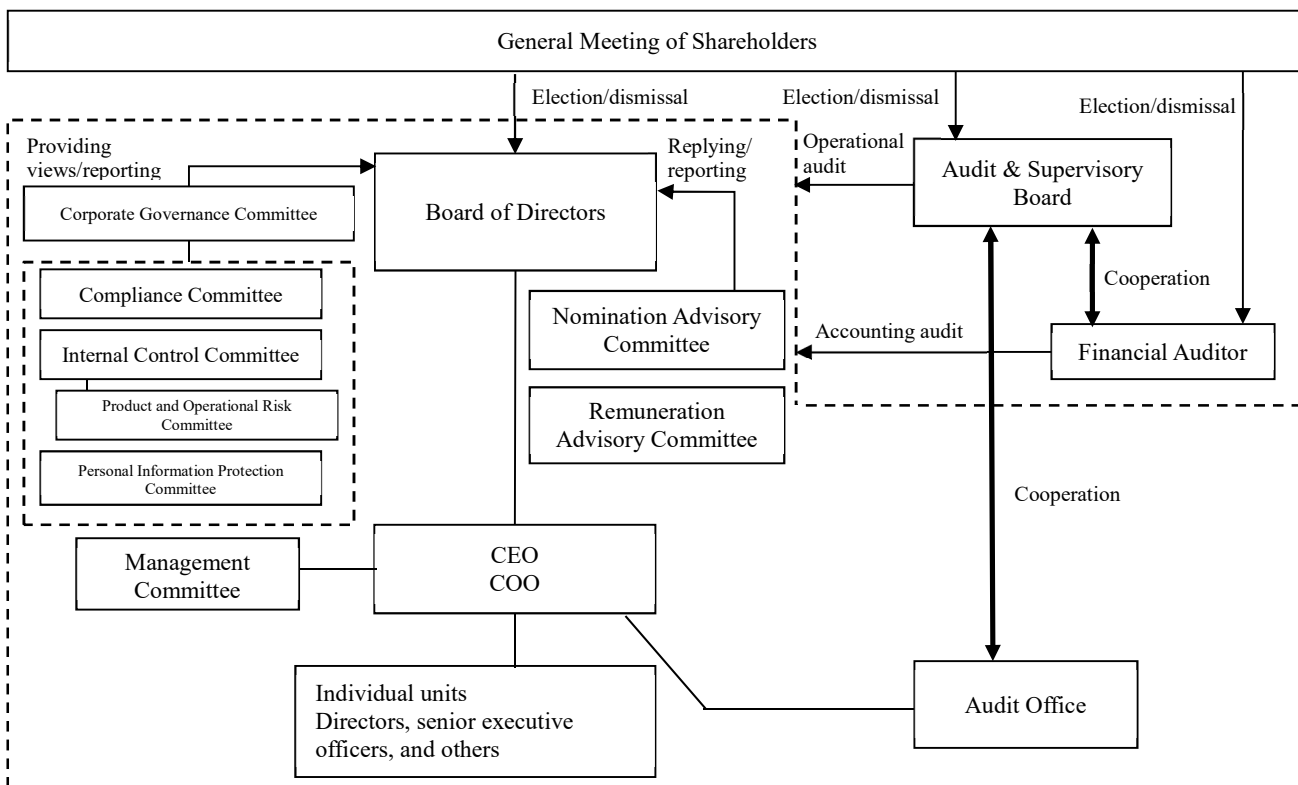 General Meeting of Shareholders
Election/dismissal
Election/dismissal
Election/dismissal
Providing
views/reporting
Replying/
reporting
Operational
audit
Audit & Supervisory
Board
Corporate Governance Committee
Board of Directors
Compliance Committee
Cooperation
Nomination Advisory
Committee
Internal Control Committee
Accounting audit
Financial Auditor
Product and Operational Risk
Committee
Remuneration
Advisory Committee
Personal Information Protection
Committee
Cooperation
Management
Committee
CEO
COO
Individual units
Directors, senior executive
officers, and others
Audit Office